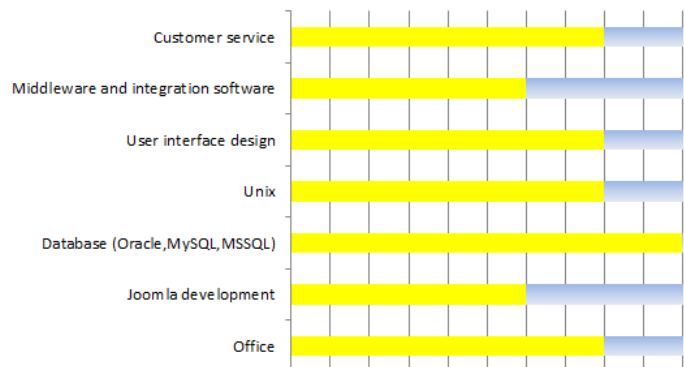 Customer service
Middleware and integration software
User interface design
Unix
Database (Oracle,MySQL,MSSQL)
Joomla development
Office